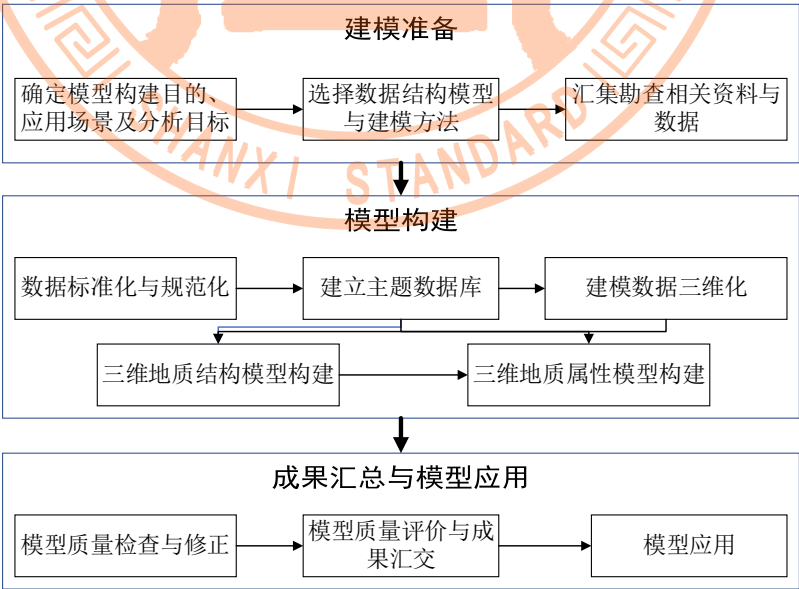 建模准备
确定模型构建目的、
应用场景及分析目标
选择数据结构模型
与建模方法
汇集勘查相关资料与
数据
SHANXI STANDARD
模型构建
数据标准化与规范化
建立主题数据库
建模数据三维化
三维地质结构模型构建
三维地质属性模型构建
成果汇总与模型应用
模型质量检查与修正
模型质量评价与成
果汇交
模型应用